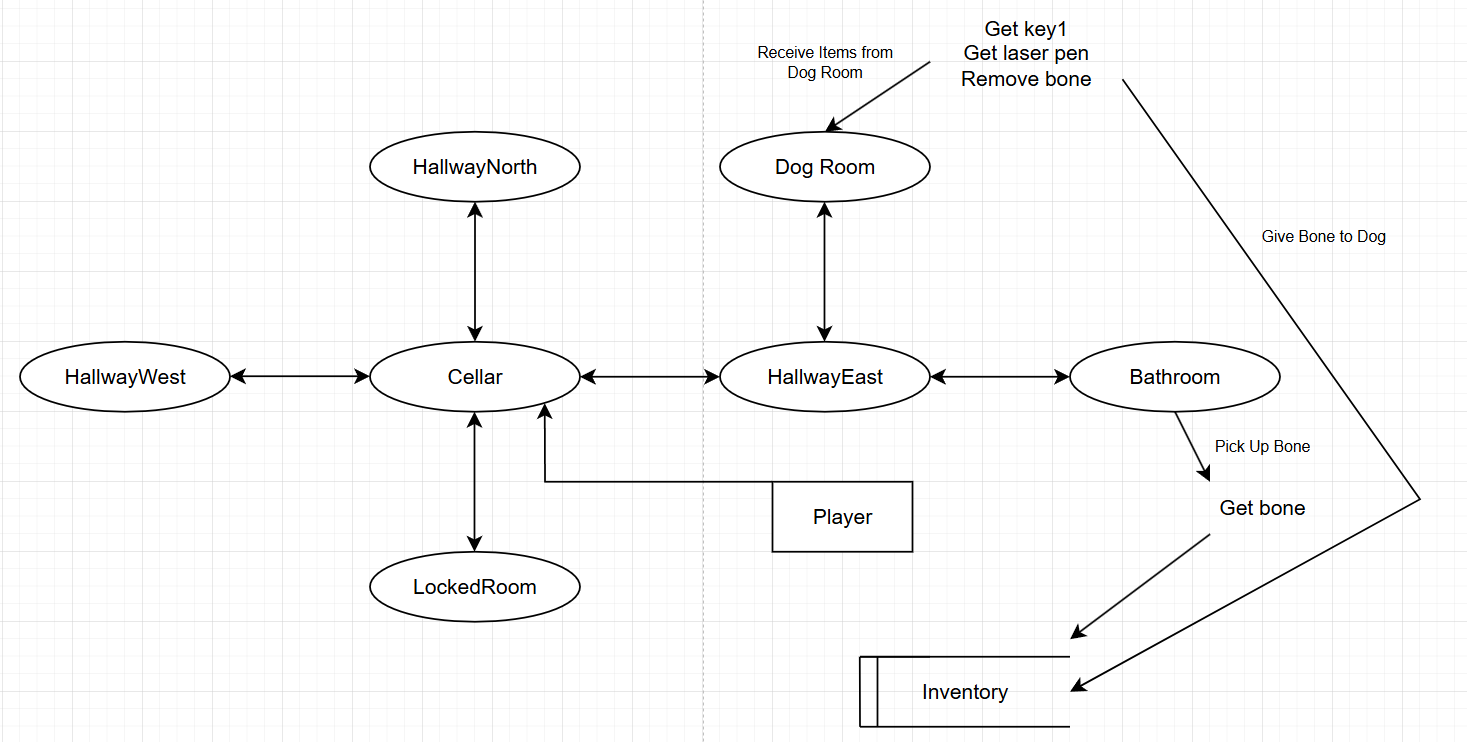 Get key1
Get laser pen
Remove bone
Receive Items from
Dog Room
HallwayNorth
Dog Room
Give Bone to Dog
HallwayWest
Cellar
HallwayEast
Bathroom
Pick Up Bone
Get bone
Player
LockedRoom
Inventory